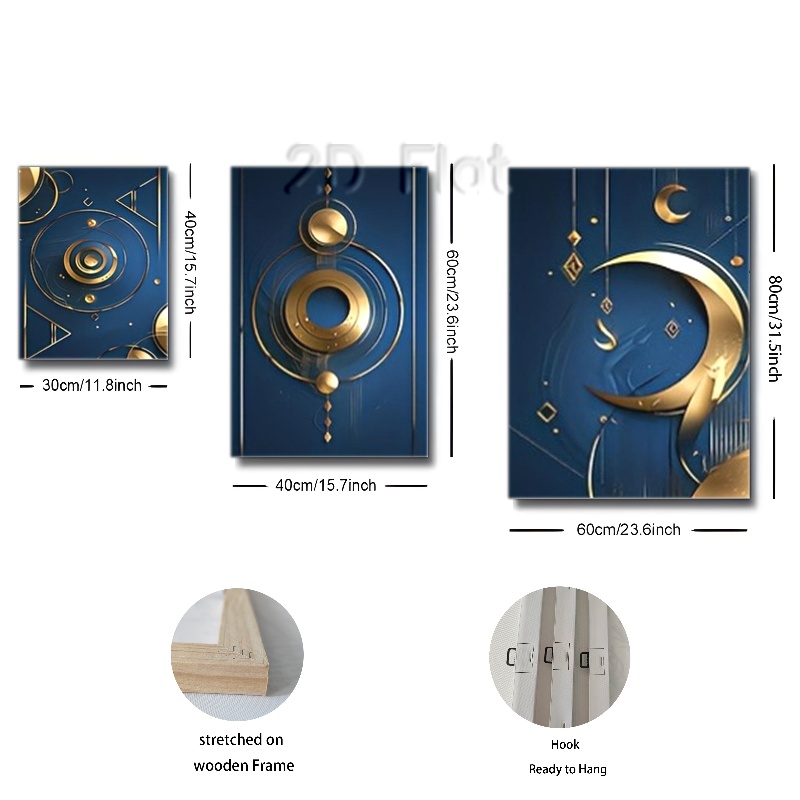 2D Flat
40cm/15.7inch
30cm/11.8inch
60cm/23.6inch
40cm/15.7inch
80cm/31.5inch
60cm/23.6inch
stretched on
wooden Frame
Hook
Ready to Hang